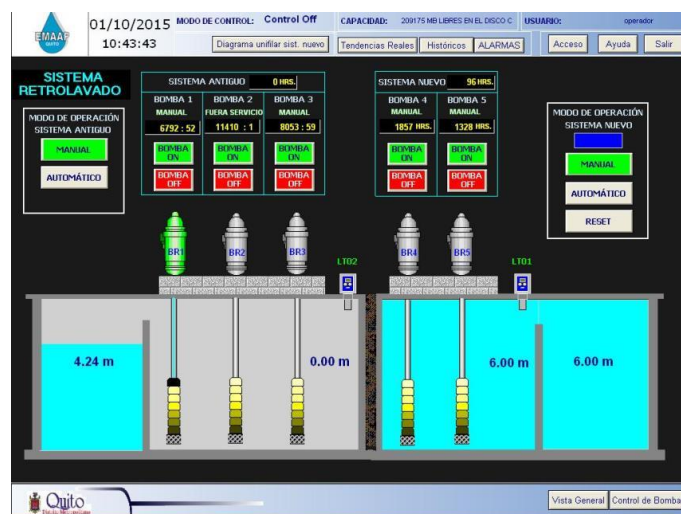 EMAAP
QUITO
01/10/2015
10:43:43
MODO DE CONTROL: Control Off
CAPACIDAD: 209175 MB LIBRES EN EL DISCO C
USUARIO: operador
Diagrama unifilar sist. nuevo
Tendencias Reales
Históricos
ALARMAS
Acceso
Ayuda
Salir
SISTEMA
RETROLAVADO
MODO DE OPERACIÓN
SISTEMA ANTIGUO
MANUAL
AUTOMÁTICO
SISTEMA ANTIGUO 0 HRS.
BOMBA 1 BOMBA 2 BOMBA 3
MANUAL FUERA SERVICIO MANUAL
6792 : 52 11410 : 1 8053 : 59
BOMBA ON BOMBA ON BOMBA ON
BOMBA OFF BOMBA OFF BOMBA OFF
SISTEMA NUEVO 96 HRS.
BOMBA 4 BOMBA 5
MANUAL MANUAL
1857 HRS. 1328 HRS.
BOMBA ON BOMBA ON
BOMBA OFF BOMBA OFF
MODO DE OPERACIÓN
SISTEMA NUEVO
MANUAL
AUTOMÁTICO
RESET
BR1 BR2 BR3 LT02 BR4 BR5 LT01
4.24 m 0.00 m 6.00 m 6.00 m
Quito
Vista General
Control de Bomba